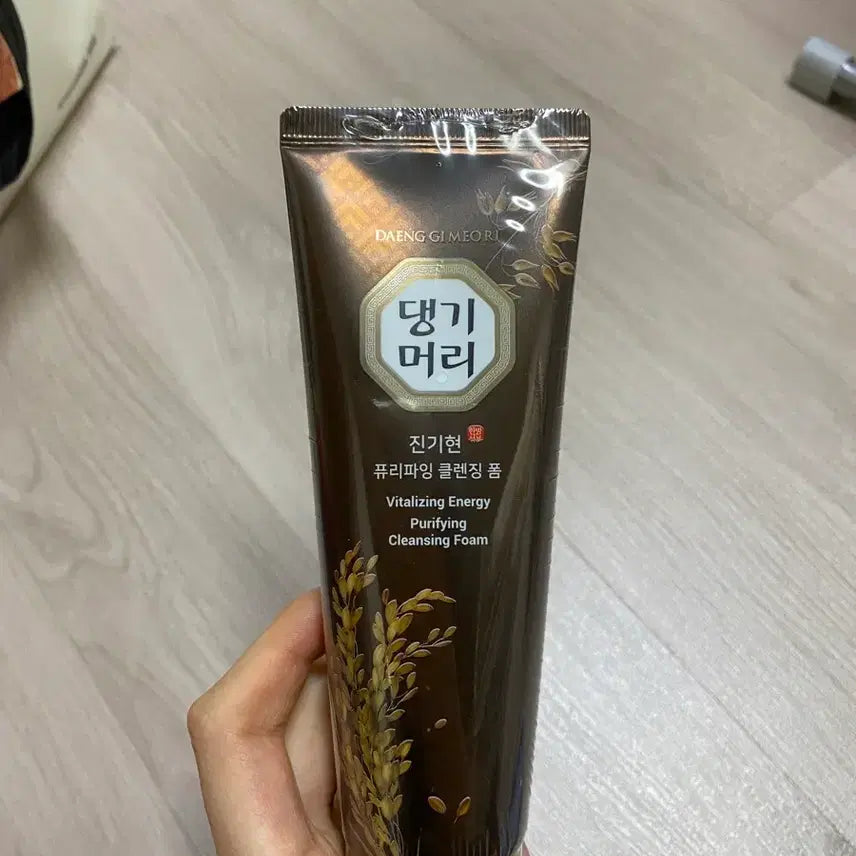 DAENG GI MEO RI
댕기
머리
진기현
퓨리파잉 클렌징 폼
Vitalizing Energy
Purifying
Cleansing Foam